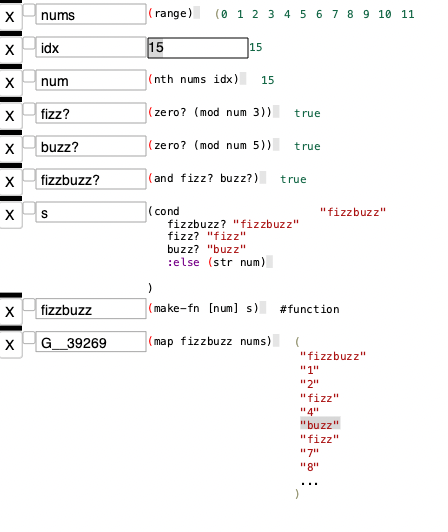 X nums (range) (0 1 2 3 4 5 6 7 8 9 10 11
X idx 15 15
X num (nth nums idx) 15
X fizz? (zero? (mod num 3)) true
X buzz? (zero? (mod num 5)) true
X fizzbuzz? (and fizz? buzz?) true
X s (cond "fizzbuzz"
fizzbuzz? "fizzbuzz"
fizz? "fizz"
buzz? "buzz"
:else (str num)
)
X fizzbuzz (make-fn [num] s) #function
X G__39269 (map fizzbuzz nums) (
"fizzbuzz"
"1"
"2"
"fizz"
"4"
"buzz"
"fizz"
"7"
"8"
...
)